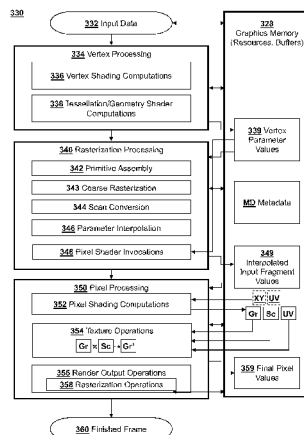 330
332 Input Data
334 Vertex Processing
336 Vertex Shading Computations
338 Tessellation/Geometry Shader
Computations
340 Rasterization Processing
342 Primitive Assembly
343 Coarse Rasterization
344 Scan Conversion
346 Parameter Interpolation
348 Pixel Shader Invocations
350 Pixel Processing
352 Pixel Shading Computations
354 Texture Operations
Gr x Sc → Gr'
356 Render Output Operations
358 Rasterization Operations
360 Finished Frame
328
Graphics Memory
(Resources, Buffers)
339 Vertex
Parameter
Values
MD Metadata
349
Interpolated
Input Fragment
Values
XY UV
Gr Sc UV
359 Final Pixel
Values